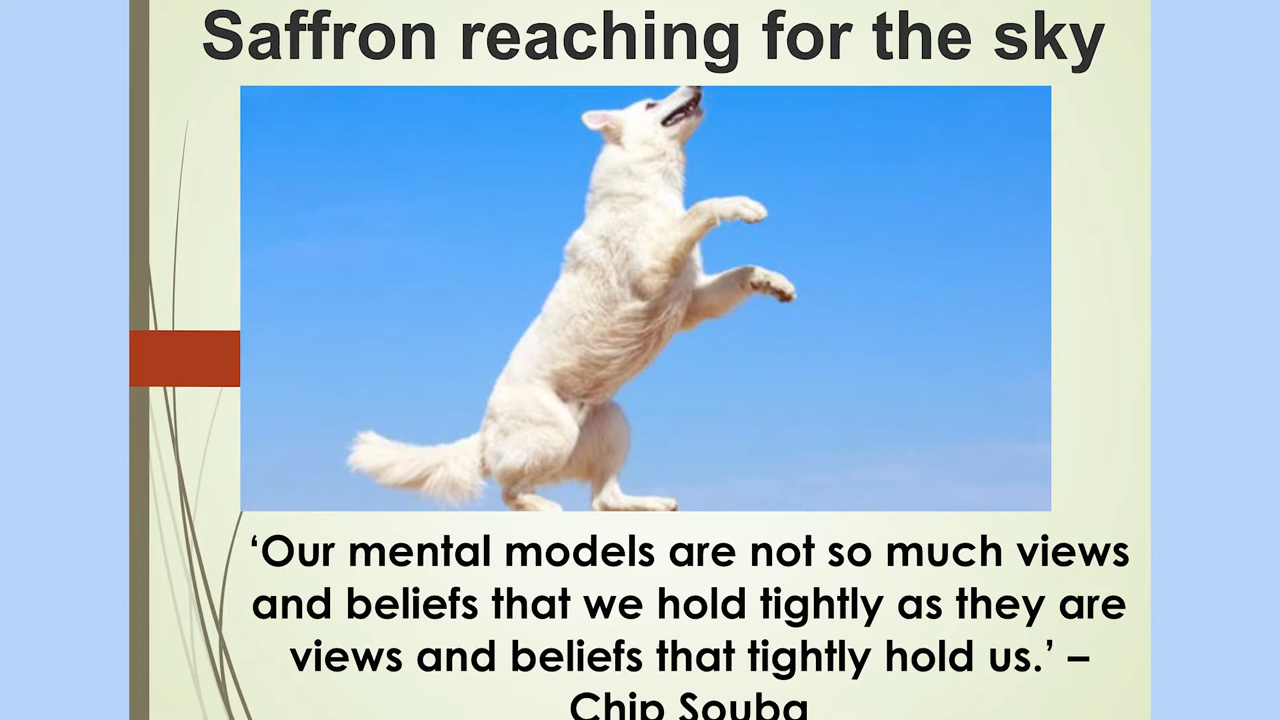 Saffron reaching for the sky
‘Our mental models are not so much views
and beliefs that we hold tightly as they are
views and beliefs that tightly hold us.’ –
Chip Souba